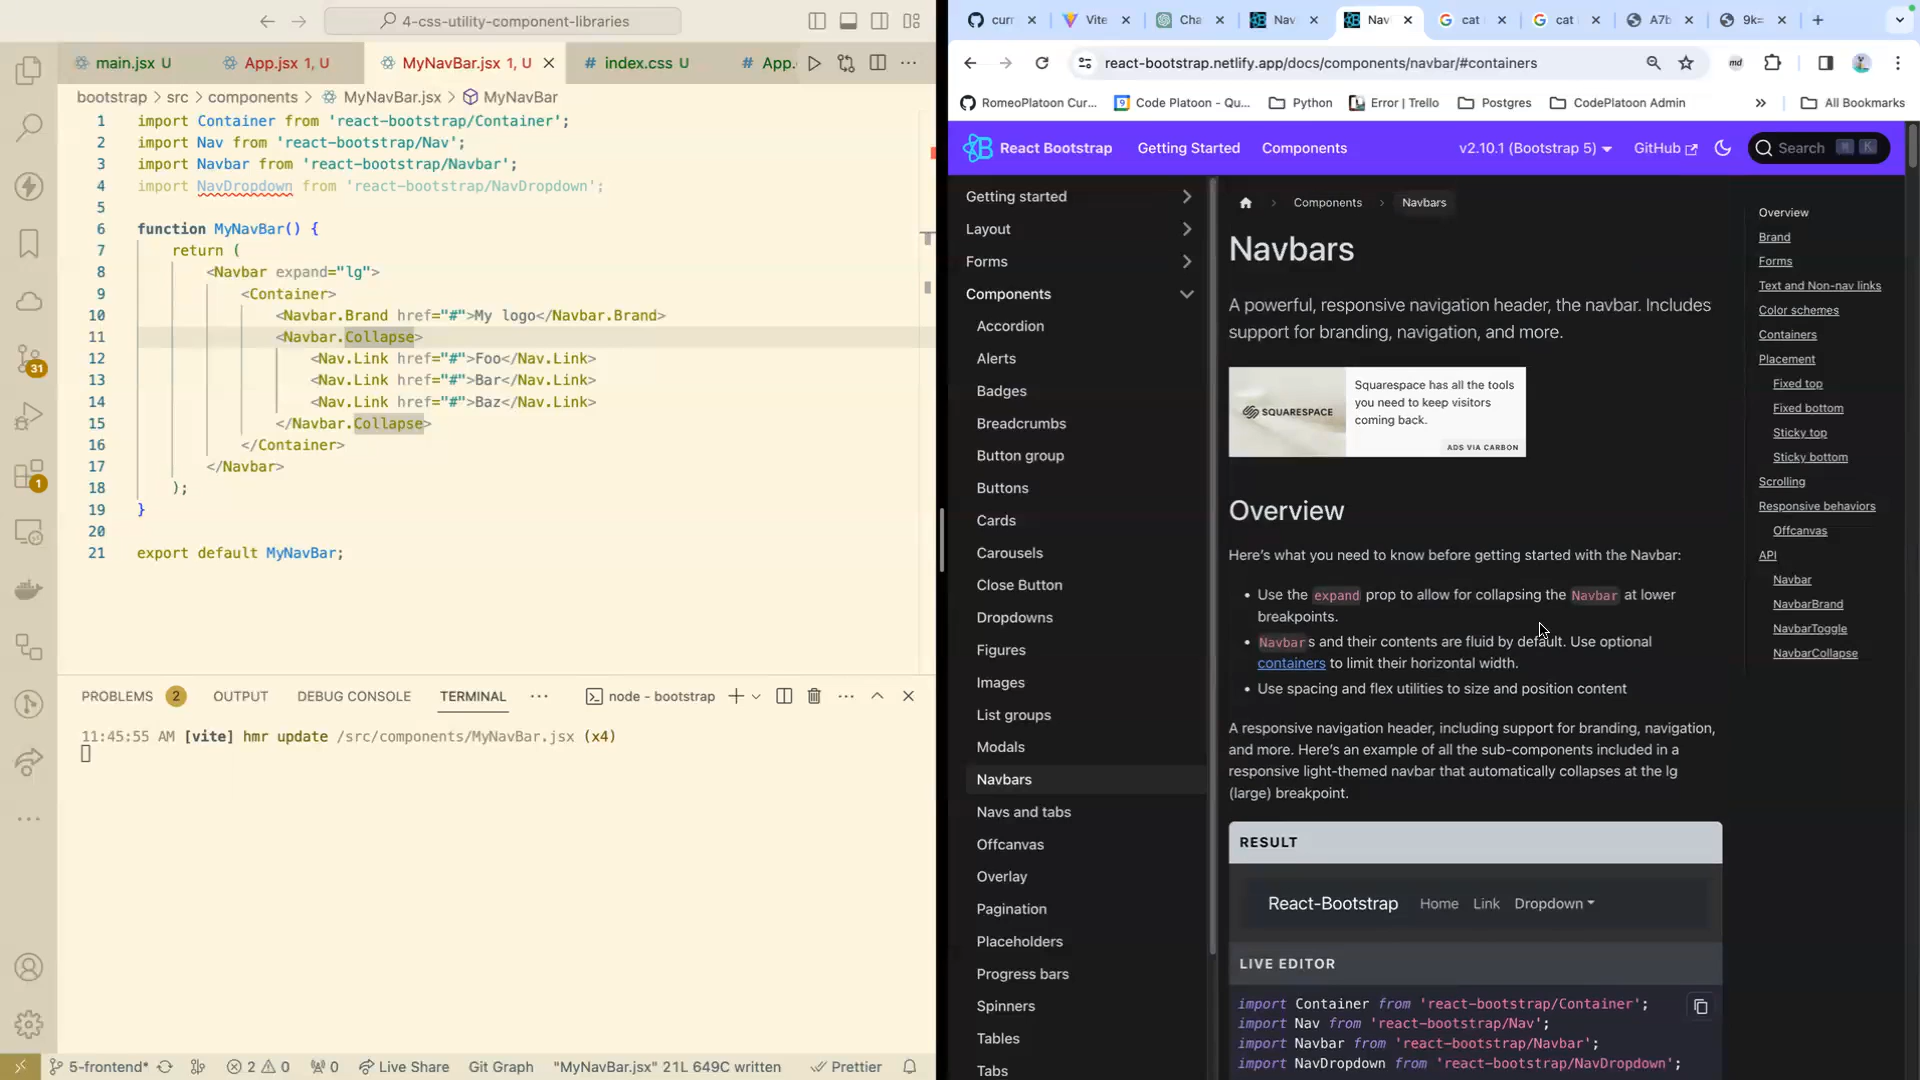 4-css-utility-component-libraries
main.jsx U
App.jsx 1, U
MyNavBar.jsx 1, U
index.css U
App.
bootstrap > src > components > MyNavBar.jsx > MyNavBar
1 import Container from 'react-bootstrap/Container';
2 import Nav from 'react-bootstrap/Nav';
3 import Navbar from 'react-bootstrap/Navbar';
4 import NavDropdown from 'react-bootstrap/NavDropdown';
5
6 function MyNavBar() {
7 return (
8 <Navbar expand="lg">
9 <Container>
10 <Navbar.Brand href="#">My logo</Navbar.Brand>
11 <Navbar.Collapse>
12 <Nav.Link href="#">Foo</Nav.Link>
13 <Nav.Link href="#">Bar</Nav.Link>
14 <Nav.Link href="#">Baz</Nav.Link>
15 </Navbar.Collapse>
16 </Container>
17 </Navbar>
18 );
19 }
20
21 export default MyNavBar;
31
1
PROBLEMS 2 OUTPUT DEBUG CONSOLE TERMINAL ··· node - bootstrap
11:45:55 AM [vite] hmr update /src/components/MyNavBar.jsx (x4)
5-frontend* 2 0 0 Live Share Git Graph "MyNavBar.jsx" 21L 649C written Prettier
curr
Vite
Cha
Nav
Nav
cat
cat
A7b
9k=
react-bootstrap.netlify.app/docs/components/navbar/#containers
RomeoPlatoon Cur...
Code Platoon - Qu...
Python
Error | Trello
Postgres
CodePlatoon Admin
»
All Bookmarks
React Bootstrap
Getting Started
Components
v2.10.1 (Bootstrap 5)
GitHub
Search ⌘ K
Getting started
Layout
Forms
Components
Accordion
Alerts
Badges
Breadcrumbs
Button group
Buttons
Cards
Carousels
Close Button
Dropdowns
Figures
Images
List groups
Modals
Navbars
Navs and tabs
Offcanvas
Overlay
Pagination
Placeholders
Progress bars
Spinners
Tables
Tabs
Components > Navbars
Navbars
A powerful, responsive navigation header, the navbar. Includes
support for branding, navigation, and more.
SQUARESPACE
Squarespace has all the tools
you need to keep visitors
coming back.
ADS VIA CARBON
Overview
Here's what you need to know before getting started with the Navbar:
• Use the expand prop to allow for collapsing the Navbar at lower
breakpoints.
• Navbar s and their contents are fluid by default. Use optional
containers to limit their horizontal width.
• Use spacing and flex utilities to size and position content
A responsive navigation header, including support for branding, navigation,
and more. Here's an example of all the sub-components included in a
responsive light-themed navbar that automatically collapses at the lg
(large) breakpoint.
RESULT
React-Bootstrap Home Link Dropdown
LIVE EDITOR
import Container from 'react-bootstrap/Container';
import Nav from 'react-bootstrap/Nav';
import Navbar from 'react-bootstrap/Navbar';
import NavDropdown from 'react-bootstrap/NavDropdown';
Overview
Brand
Forms
Text and Non-nav links
Color schemes
Containers
Placement
Fixed top
Fixed bottom
Sticky top
Sticky bottom
Scrolling
Responsive behaviors
Offcanvas
API
Navbar
NavbarBrand
NavbarToggle
NavbarCollapse